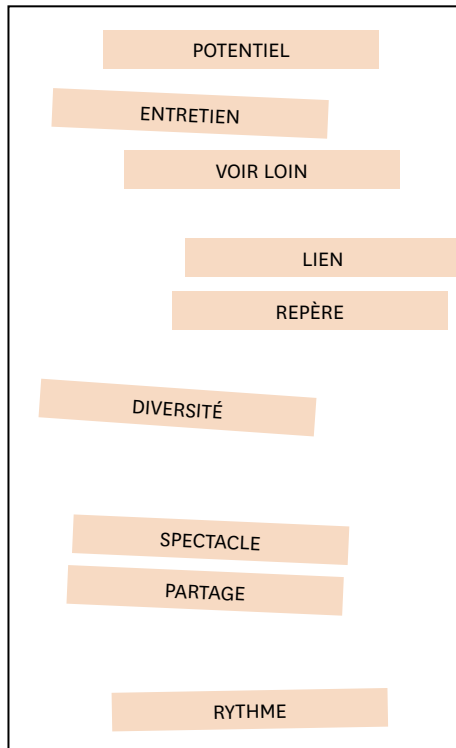 POTENTIEL
ENTRETIEN
VOIR LOIN
LIEN
REPÈRE
DIVERSITÉ
SPECTACLE
PARTAGE
RYTHME